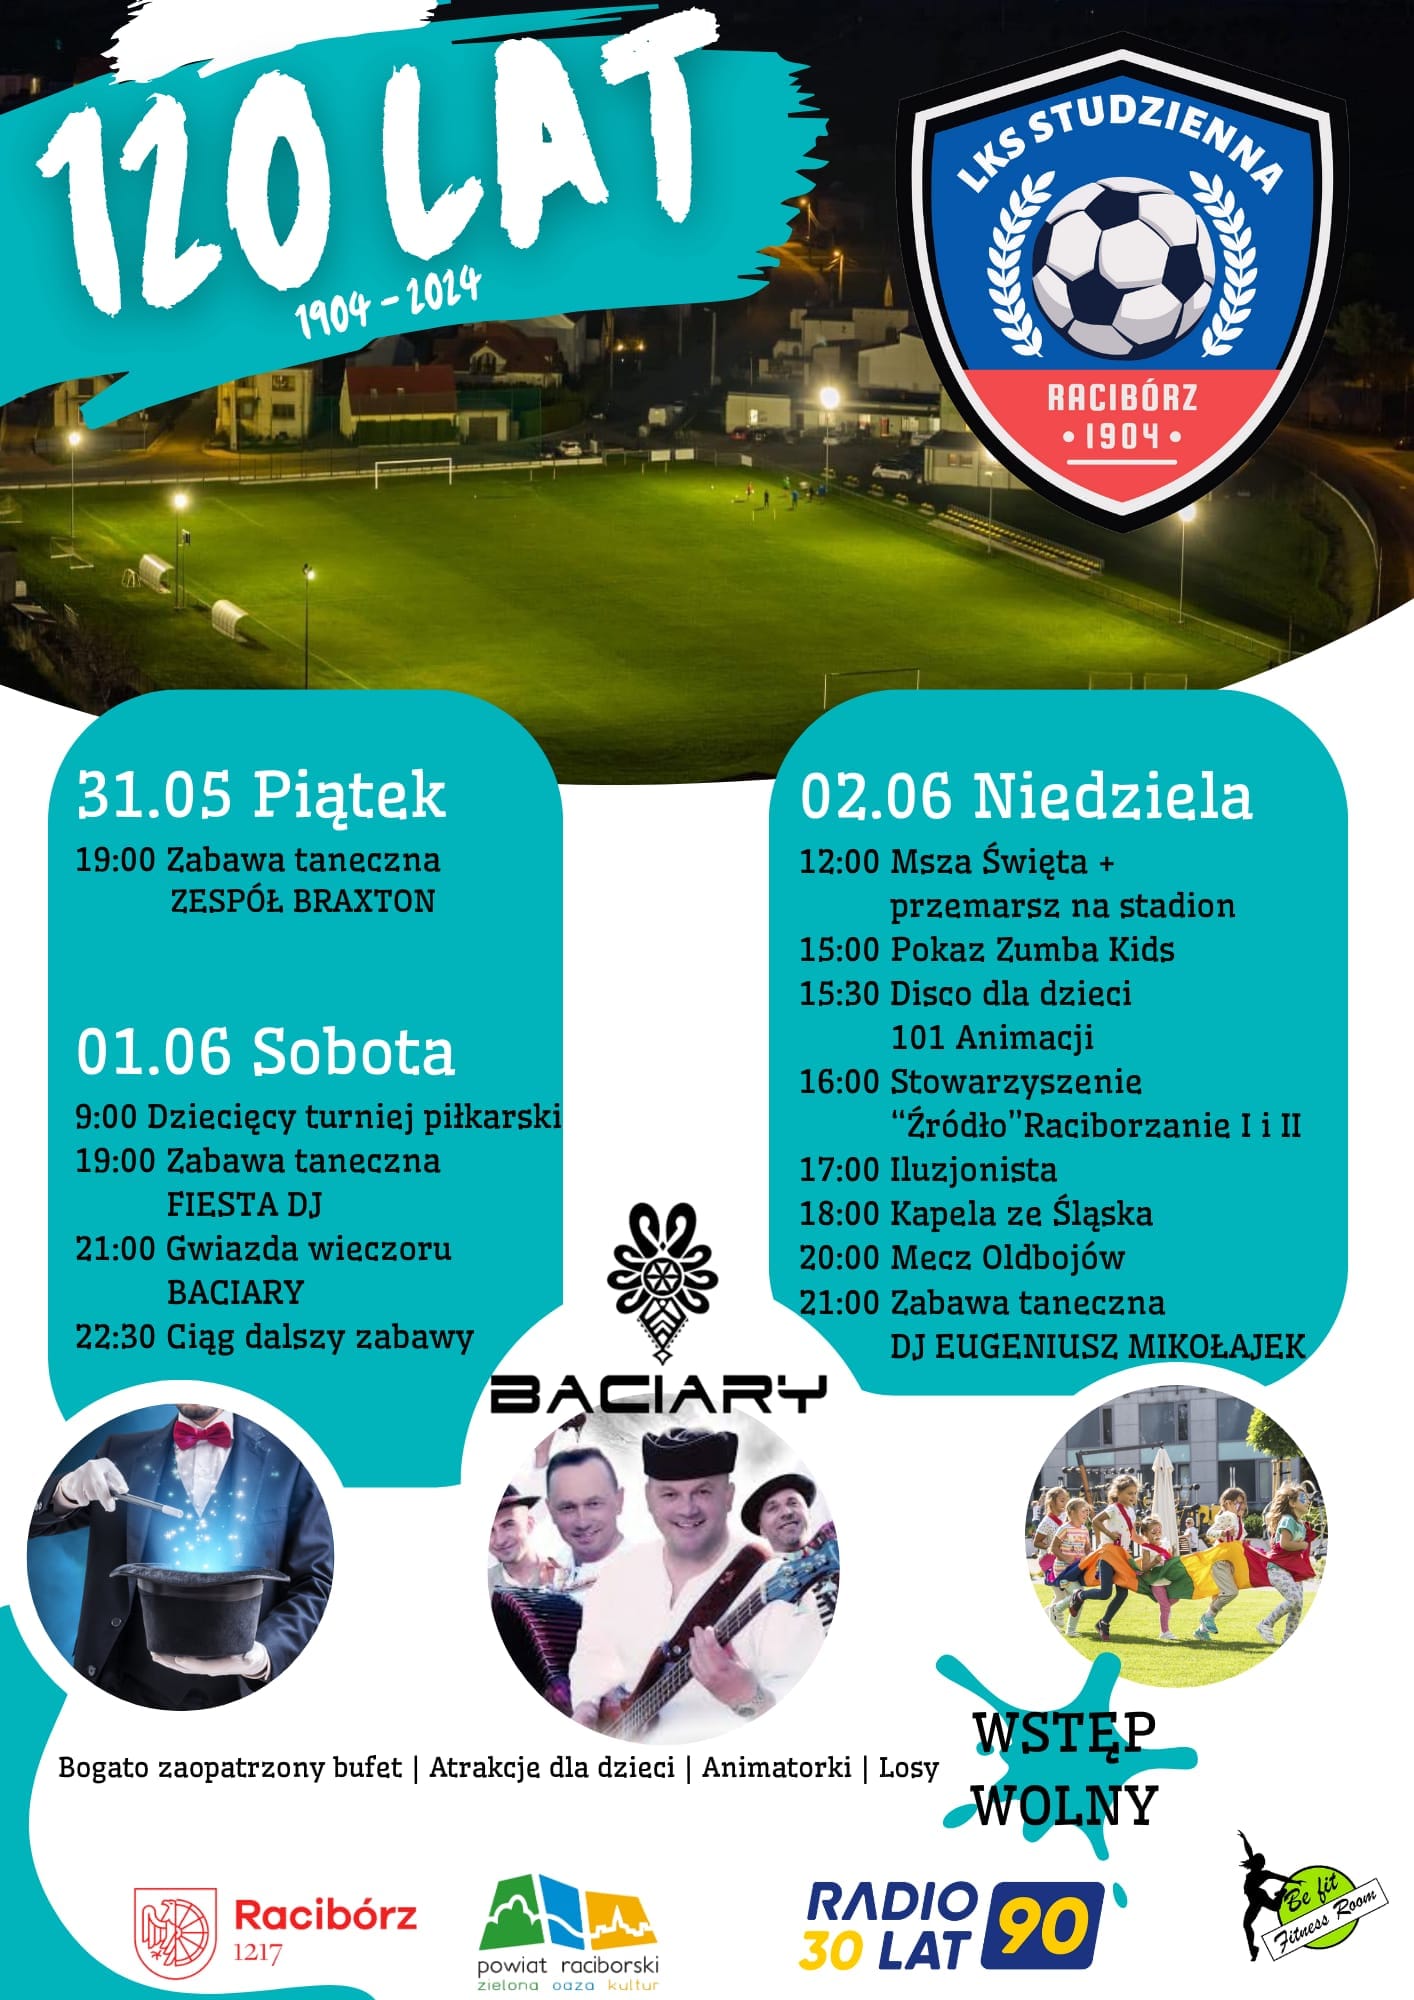 120 LAT
1904 - 2024
LKS STUDZIENNA
RACIBÓRZ
• 1904 •
31.05 Piątek
19:00 Zabawa taneczna
ZESPÓŁ BRAXTON
01.06 Sobota
9:00 Dziecięcy turniej piłkarski
19:00 Zabawa taneczna
FIESTA DJ
21:00 Gwiazda wieczoru
BACIARY
22:30 Ciąg dalszy zabawy
02.06 Niedziela
12:00 Msza Święta +
przemarsz na stadion
15:00 Pokaz Zumba Kids
15:30 Disco dla dzieci
101 Animacji
16:00 Stowarzyszenie
“Źródło”Raciborzanie I i II
17:00 Iluzjonista
18:00 Kapela ze Śląska
20:00 Mecz Oldbojów
21:00 Zabawa taneczna
DJ EUGENIUSZ MIKOŁAJEK
BACIARY
Bogato zaopatrzony bufet | Atrakcje dla dzieci | Animatorki | Losy
WSTĘP
WOLNY
Racibórz
1217
powiat raciborski
zielona oaza kultur
RADIO 90
30 LAT
Be fit
Fitness Room